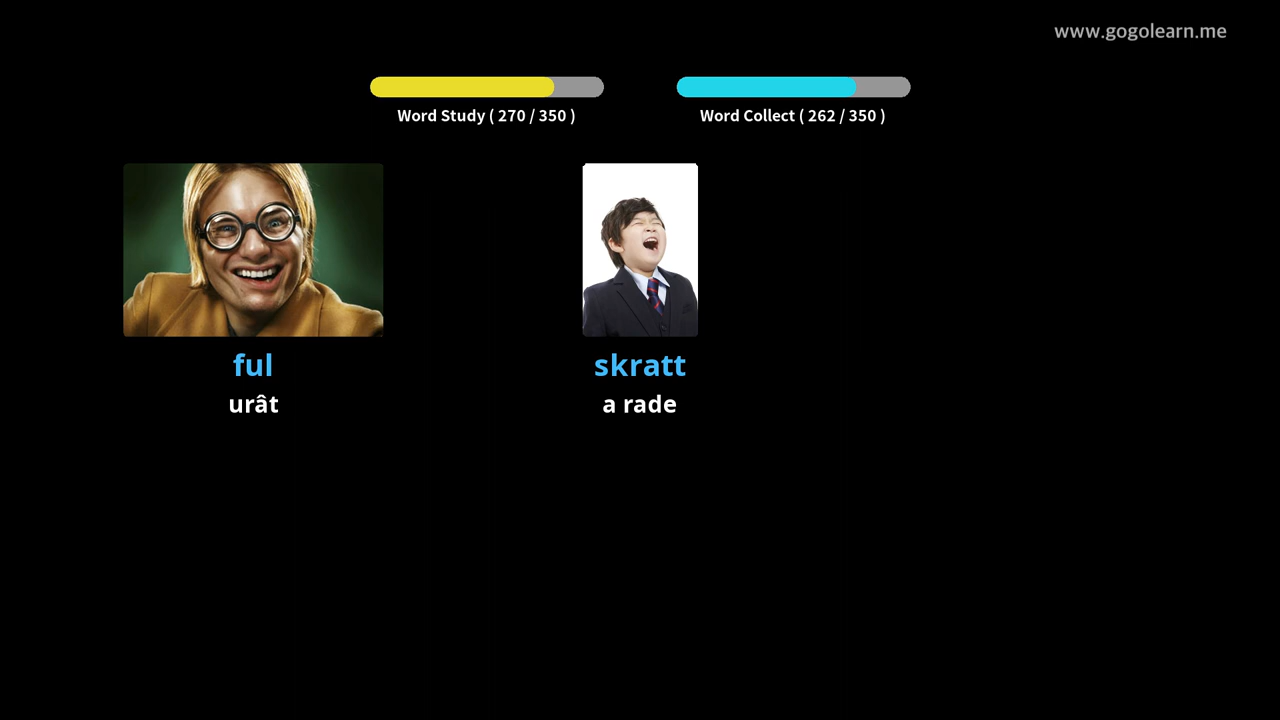 www.gogolearn.me
Word Study ( 270 / 350 )
Word Collect ( 262 / 350 )
ful
urât
skratt
a rade